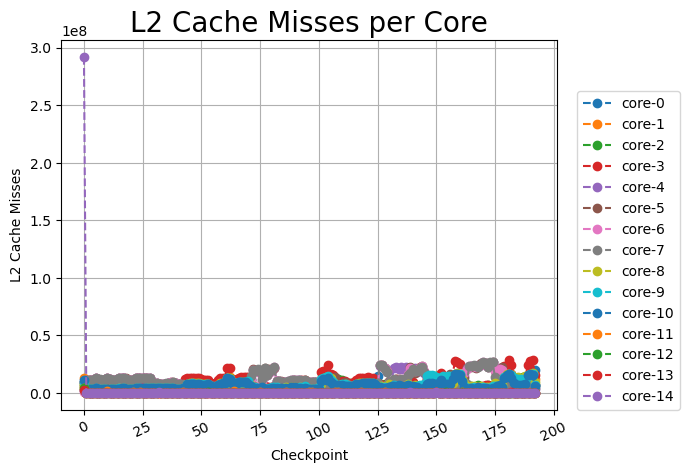 L2 Cache Misses per Core
1e8
3.0
2.5
2.0
1.5
1.0
0.5
0.0
L2 Cache Misses
0
25
50
75
100
125
150
175
200
Checkpoint
core-0
core-1
core-2
core-3
core-4
core-5
core-6
core-7
core-8
core-9
core-10
core-11
core-12
core-13
core-14